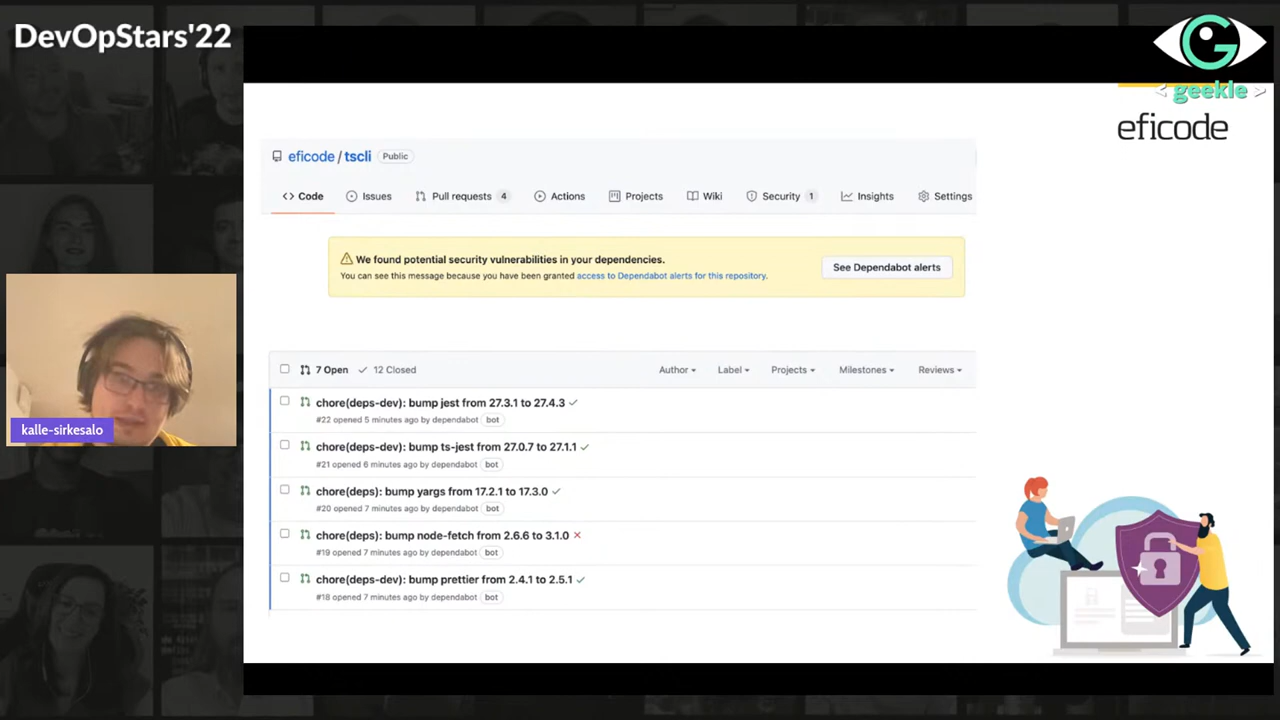 DevOpStars'22
< geekle >
eficode
eficode / tscli Public
Code Issues Pull requests 4 Actions Projects Wiki Security 1 Insights Settings
We found potential security vulnerabilities in your dependencies.
You can see this message because you have been granted access to Dependabot alerts for this repository.
See Dependabot alerts
7 Open 12 Closed Author Label Projects Milestones Reviews
chore(deps-dev): bump jest from 27.3.1 to 27.4.3
#22 opened 5 minutes ago by dependabot bot
chore(deps-dev): bump ts-jest from 27.0.7 to 27.1.1
#21 opened 6 minutes ago by dependabot bot
chore(deps): bump yargs from 17.2.1 to 17.3.0
#20 opened 7 minutes ago by dependabot bot
chore(deps): bump node-fetch from 2.6.6 to 3.1.0
#19 opened 7 minutes ago by dependabot bot
chore(deps-dev): bump prettier from 2.4.1 to 2.5.1
#18 opened 7 minutes ago by dependabot bot
kalle-sirkesalo